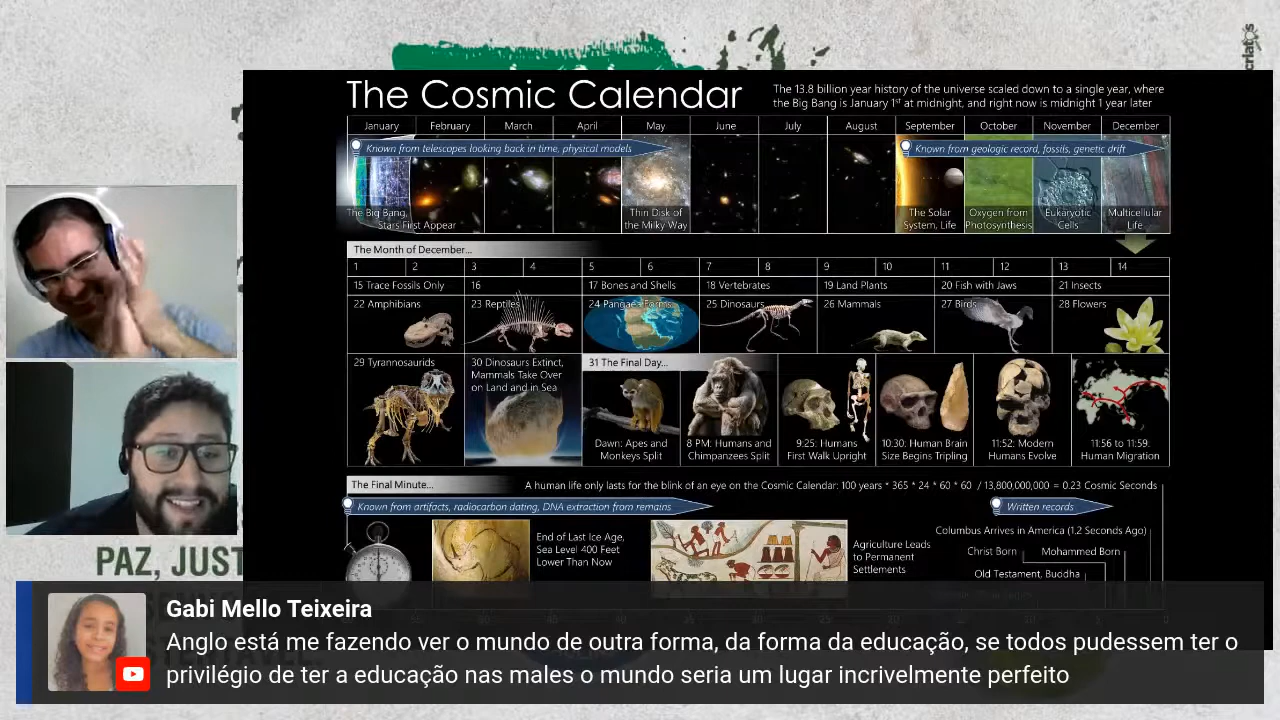 The Cosmic Calendar
The 13.8 billion year history of the universe scaled down to a single year, where
the Big Bang is January 1st at midnight, and right now is midnight 1 year later
January February March April May June July August September October November December
Known from telescopes looking back in time, physical models
Known from geologic record, fossils, genetic drift
The Big Bang,
Stars First Appear
Thin Disk of
the Milky Way
The Solar
System, Life
Oxygen from
Photosynthesis
Eukaryotic
Cells
Multicellular
Life
The Month of December...
1 2 3 4 5 6 7 8 9 10 11 12 13 14
15 Trace Fossils Only 16 17 Bones and Shells 18 Vertebrates 19 Land Plants 20 Fish with Jaws 21 Insects
22 Amphibians 23 Reptiles 24 Pangaea Forms 25 Dinosaurs 26 Mammals 27 Birds 28 Flowers
29 Tyrannosaurids
30 Dinosaurs Extinct,
Mammals Take Over
on Land and in Sea
31 The Final Day...
Dawn: Apes and
Monkeys Split
8 PM: Humans and
Chimpanzees Split
9:25: Humans
First Walk Upright
10:30: Human Brain
Size Begins Tripling
11:52: Modern
Humans Evolve
11:56 to 11:59:
Human Migration
The Final Minute...
A human life only lasts for the blink of an eye on the Cosmic Calendar: 100 years * 365 * 24 * 60 * 60 / 13,800,000,000 = 0.23 Cosmic Seconds
Known from artifacts, radiocarbon dating, DNA extraction from remains
Written records
End of Last Ice Age,
Sea Level 400 Feet
Lower Than Now
Agriculture Leads
to Permanent
Settlements
Columbus Arrives in America (1.2 Seconds Ago)
Christ Born Mohammed Born
Old Testament, Buddha
PAZ, JUST
Gabi Mello Teixeira
Anglo está me fazendo ver o mundo de outra forma, da forma da educação, se todos pudessem ter o
privilégio de ter a educação nas males o mundo seria um lugar incrivelmente perfeito